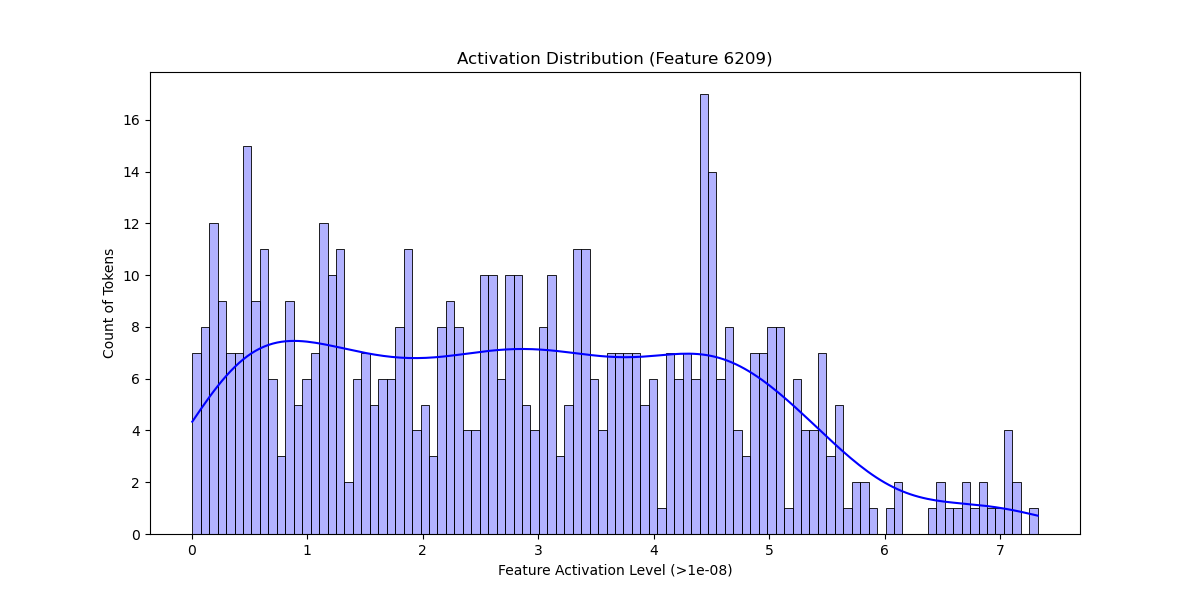 Activation Distribution (Feature 6209)
Count of Tokens
16
14
12
10
8
6
4
2
0
0 1 2 3 4 5 6 7
Feature Activation Level (>1e-08)